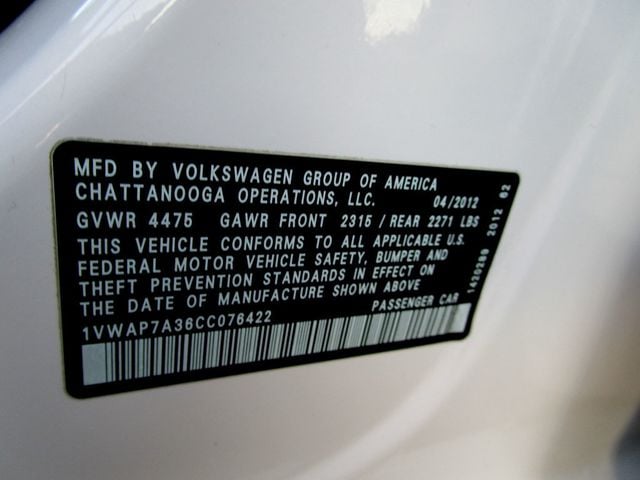 MFD BY VOLKSWAGEN GROUP OF AMERICA
CHATTANOOGA OPERATIONS, LLC. 04/2012
GVWR 4475 GAWR FRONT 2315 / REAR 2271 LBS
THIS VEHICLE CONFORMS TO ALL APPLICABLE U.S.
FEDERAL MOTOR VEHICLE SAFETY, BUMPER AND
THEFT PREVENTION STANDARDS IN EFFECT ON
THE DATE OF MANUFACTURE SHOWN ABOVE
1VWAP7A36CC076422 PASSENGER CAR
1420288 2012 82